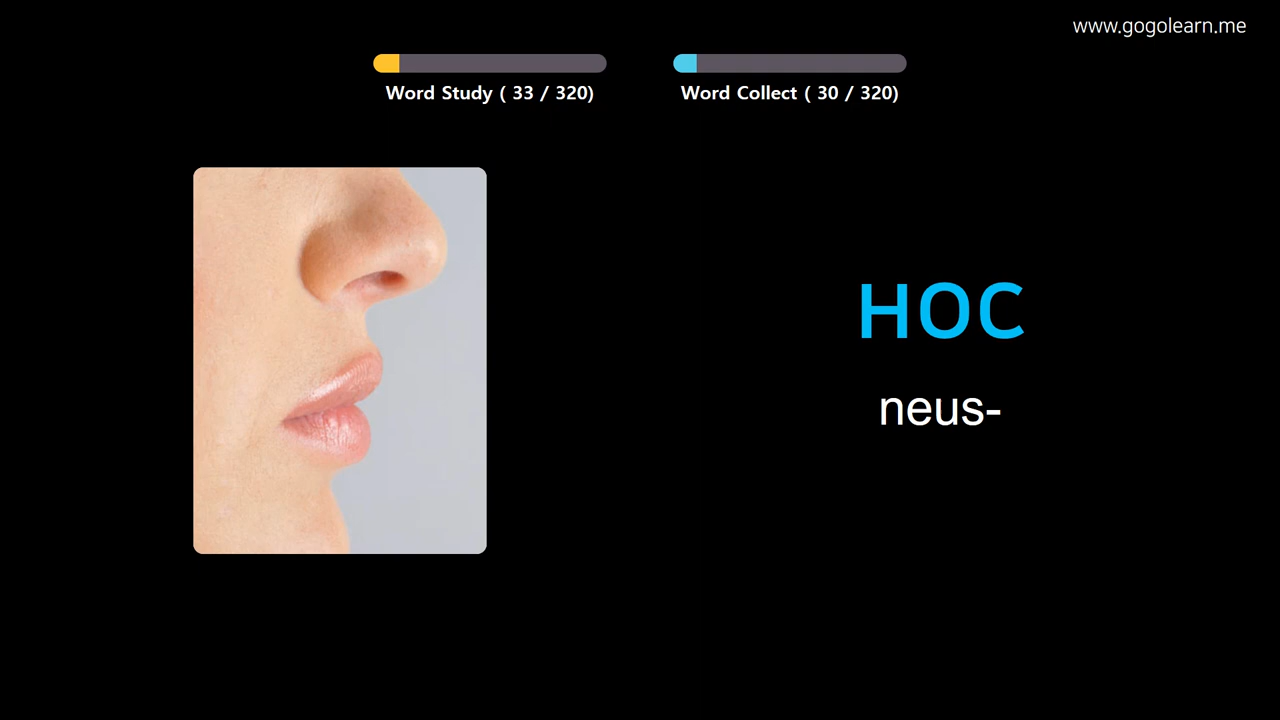 www.gogolearn.me
Word Study ( 33 / 320)
Word Collect ( 30 / 320)
НОС
neus-